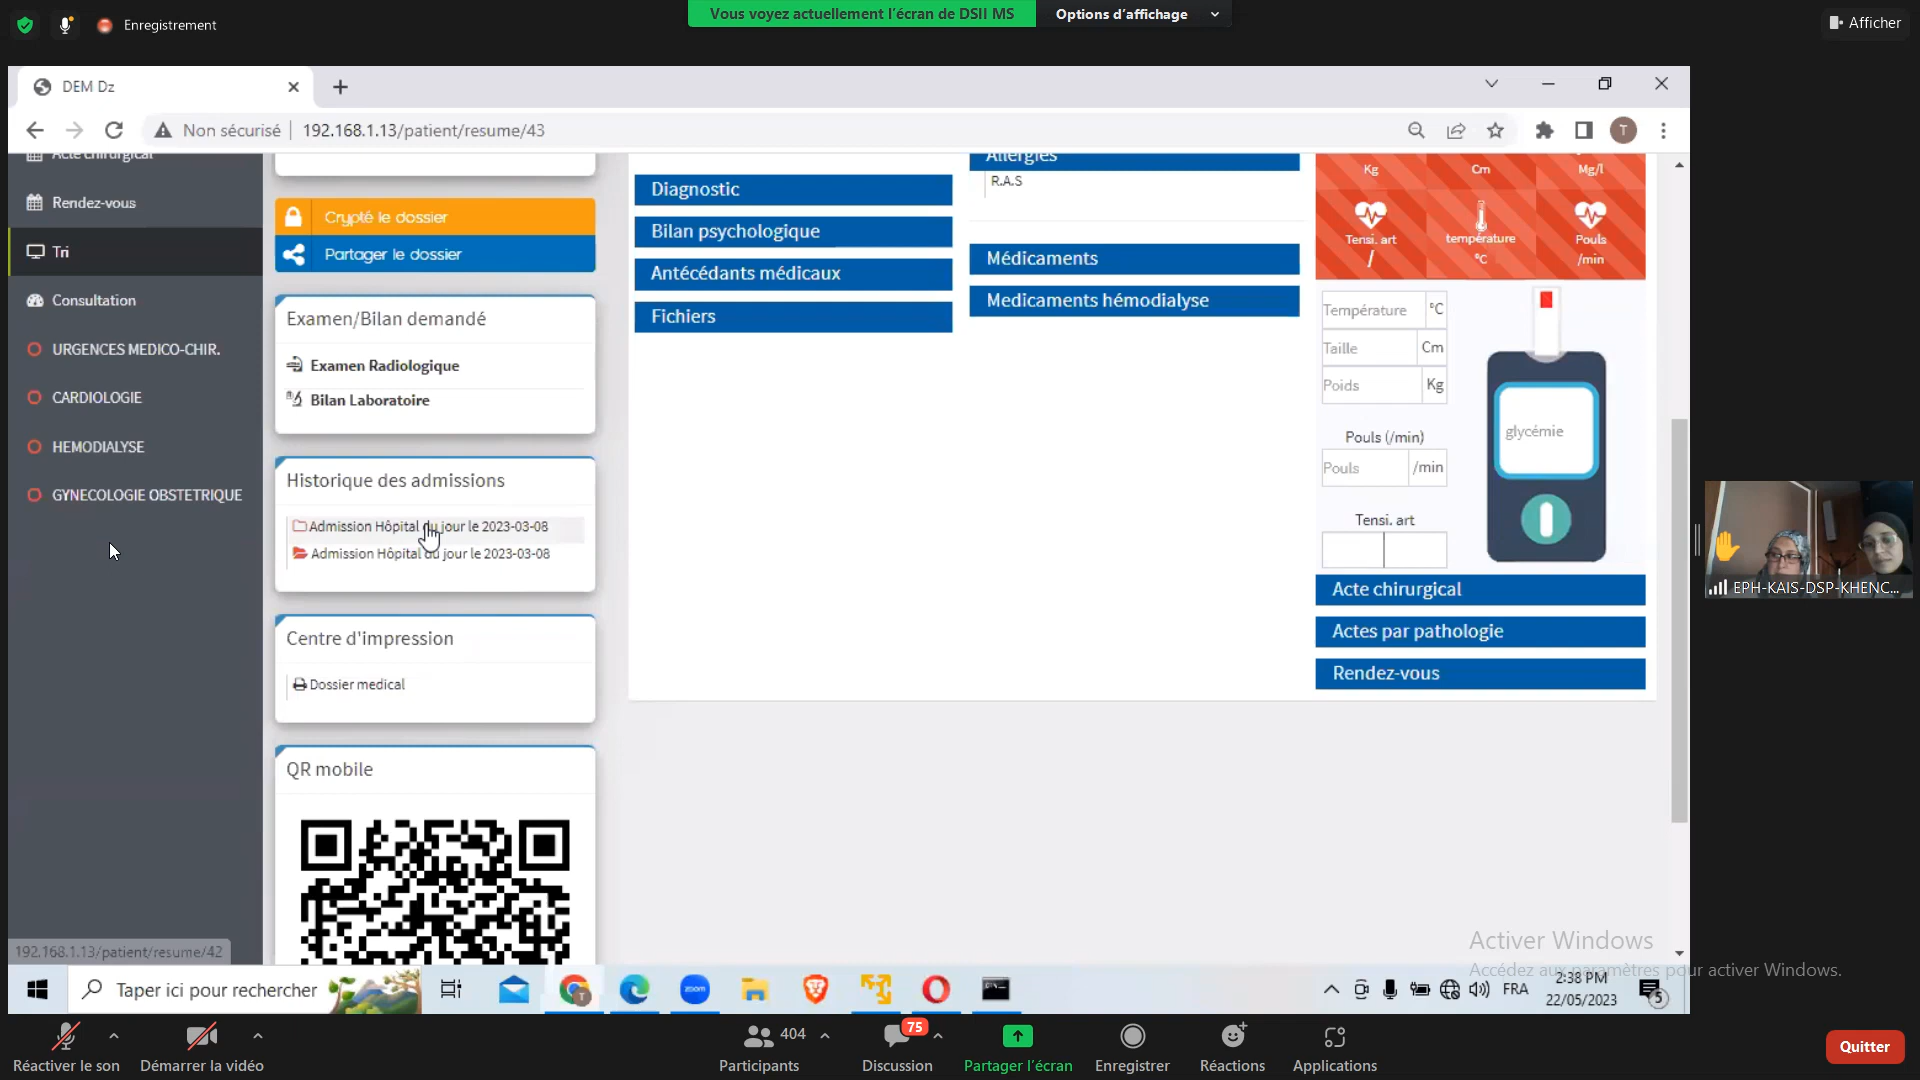 Enregistrement
Vous voyez actuellement l'écran de DSII MS
Options d'affichage
Afficher
DEM Dz
Non sécurisé
192.168.1.13/patient/resume/43
T
Acte chirurgical
Rendez-vous
Tri
Consultation
URGENCES MEDICO-CHIR.
CARDIOLOGIE
HEMODIALYSE
GYNECOLOGIE OBSTETRIQUE
192.168.1.13/patient/resume/42
Crypté le dossier
Partager le dossier
Examen/Bilan demandé
Examen Radiologique
Bilan Laboratoire
Historique des admissions
Admission Hôpital du jour le 2023-03-08
Admission Hôpital du jour le 2023-03-08
Centre d'impression
Dossier medical
QR mobile
Diagnostic
Bilan psychologique
Antécédants médicaux
Fichiers
Allergies
R.A.S
Médicaments
Medicaments hémodialyse
Kg
Cm
Mg/l
Tensi. art
/
température
°C
Pouls
/min
Température
°C
Taille
Cm
Poids
Kg
Pouls (/min)
Pouls
/min
Tensi. art
glycémie
Acte chirurgical
Actes par pathologie
Rendez-vous
EPH-KAIS-DSP-KHENC...
Activer Windows
Accédez aux paramètres pour activer Windows.
Taper ici pour rechercher
T
zoom
FRA
2:38 PM
22/05/2023
5
Réactiver le son
Démarrer la vidéo
404
Participants
75
Discussion
Partager l'écran
Enregistrer
Réactions
Applications
Quitter